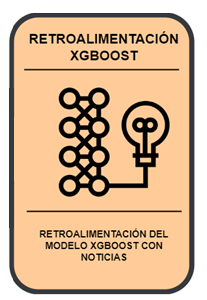 RETROALIMENTACIÓN
XGBOOST
RETROALIMENTACIÓN DEL
MODELO XGBOOST CON
NOTICIAS